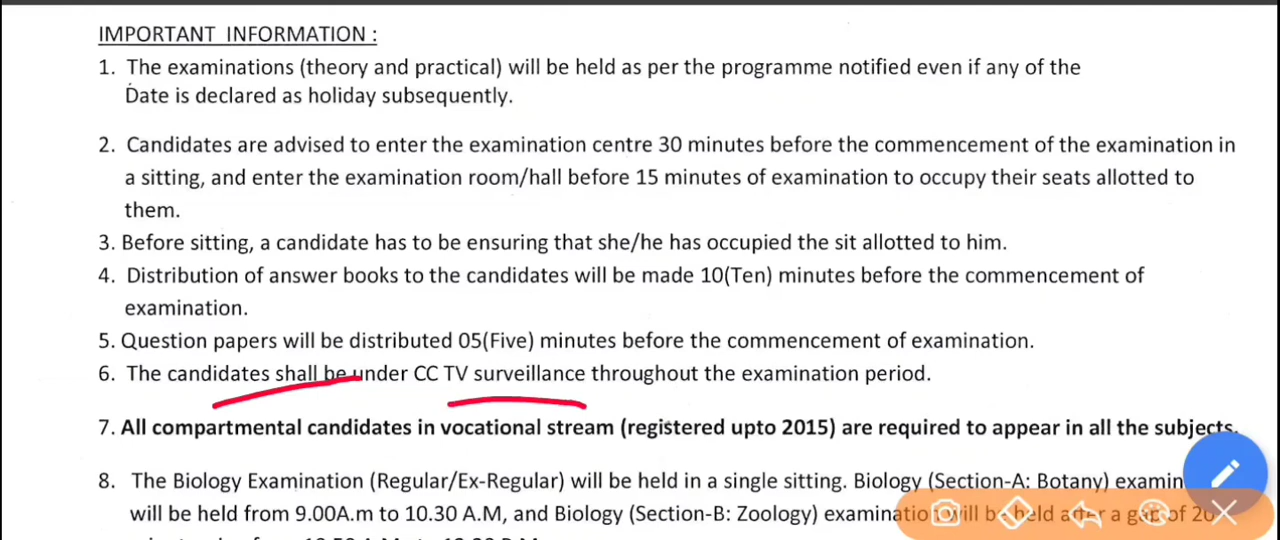 IMPORTANT INFORMATION :
1. The examinations (theory and practical) will be held as per the programme notified even if any of the
Date is declared as holiday subsequently.
2. Candidates are advised to enter the examination centre 30 minutes before the commencement of the examination in
a sitting, and enter the examination room/hall before 15 minutes of examination to occupy their seats allotted to
them.
3. Before sitting, a candidate has to be ensuring that she/he has occupied the sit allotted to him.
4. Distribution of answer books to the candidates will be made 10(Ten) minutes before the commencement of
examination.
5. Question papers will be distributed 05(Five) minutes before the commencement of examination.
6. The candidates shall be under CC TV surveillance throughout the examination period.
7. All compartmental candidates in vocational stream (registered upto 2015) are required to appear in all the subjects.
8. The Biology Examination (Regular/Ex-Regular) will be held in a single sitting. Biology (Section-A: Botany) examin
will be held from 9.00A.m to 10.30 A.M, and Biology (Section-B: Zoology) examination will be held after a gap of 20